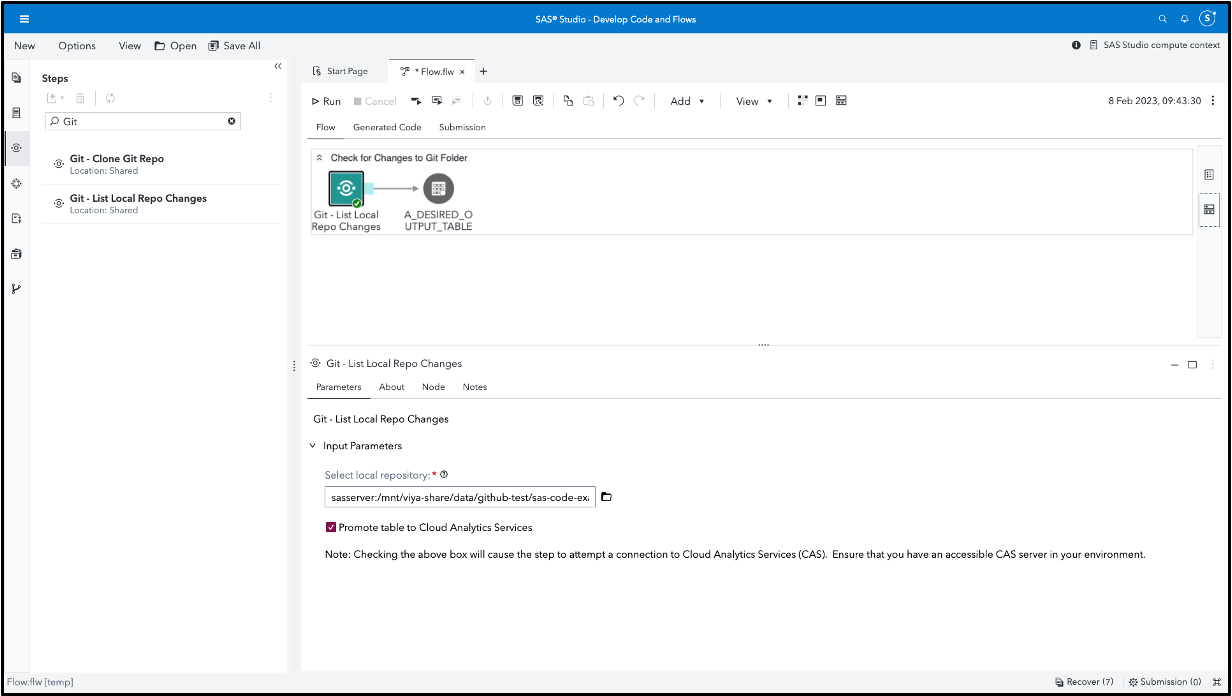 SAS® Studio - Develop Code and Flows
S
New Options View Open Save All
SAS Studio compute context
Steps
Git
Git - Clone Git Repo
Location: Shared
Git - List Local Repo Changes
Location: Shared
Start Page
* Flow.flw
Run Cancel Add View 8 Feb 2023, 09:43:30
Flow Generated Code Submission
Check for Changes to Git Folder
Git - List Local
Repo Changes
A_DESIRED_O
UTPUT_TABLE
Git - List Local Repo Changes
Parameters About Node Notes
Git - List Local Repo Changes
Input Parameters
Select local repository:*
sasserver:/mnt/viya-share/data/github-test/sas-code-exa
Promote table to Cloud Analytics Services
Note: Checking the above box will cause the step to attempt a connection to Cloud Analytics Services (CAS). Ensure that you have an accessible CAS server in your environment.
Flow.flw [temp]
Recover (7) Submission (0)